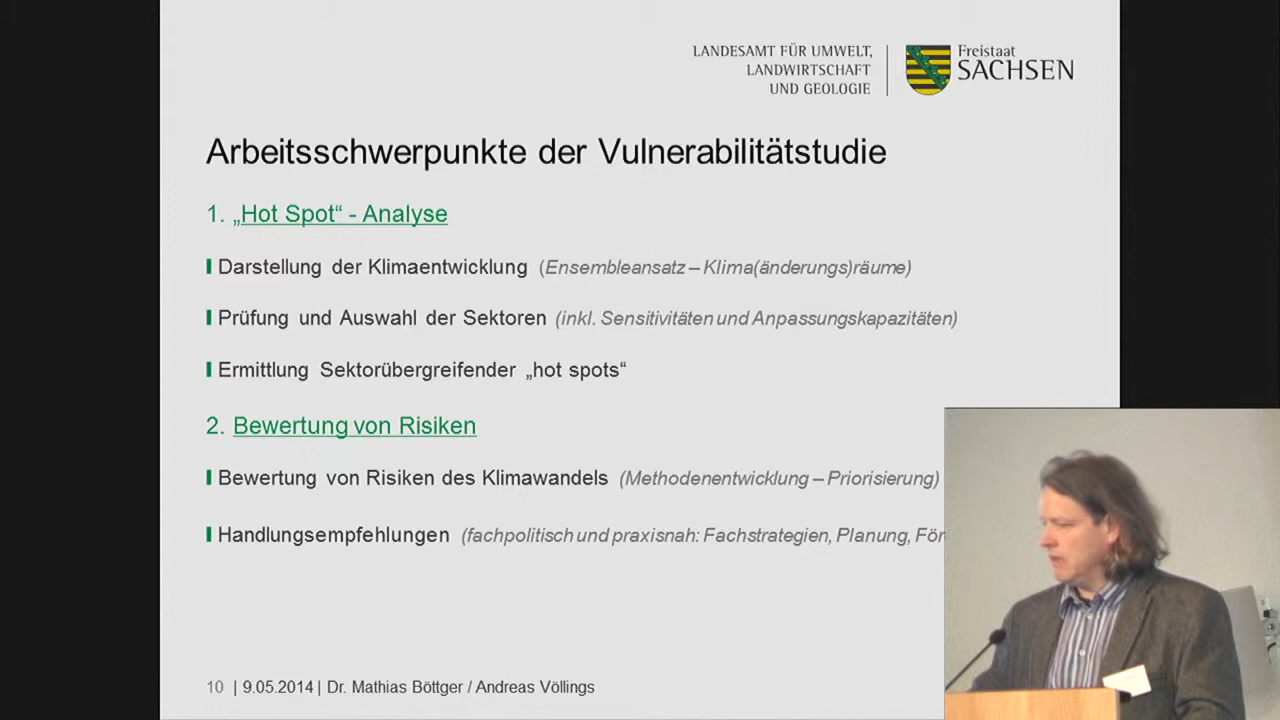 LANDESAMT FÜR UMWELT,
LANDWIRTSCHAFT
UND GEOLOGIE
Freistaat
SACHSEN
Arbeitsschwerpunkte der Vulnerabilitätstudie
1. „Hot Spot“ - Analyse
Darstellung der Klimaentwicklung (Ensembleansatz – Klima(änderungs)räume)
Prüfung und Auswahl der Sektoren (inkl. Sensitivitäten und Anpassungskapazitäten)
Ermittlung Sektorübergreifender „hot spots“
2. Bewertung von Risiken
Bewertung von Risiken des Klimawandels (Methodenentwicklung – Priorisierung)
Handlungsempfehlungen (fachpolitisch und praxisnah: Fachstrategien, Planung, För
10 | 9.05.2014 | Dr. Mathias Böttger / Andreas Völlings